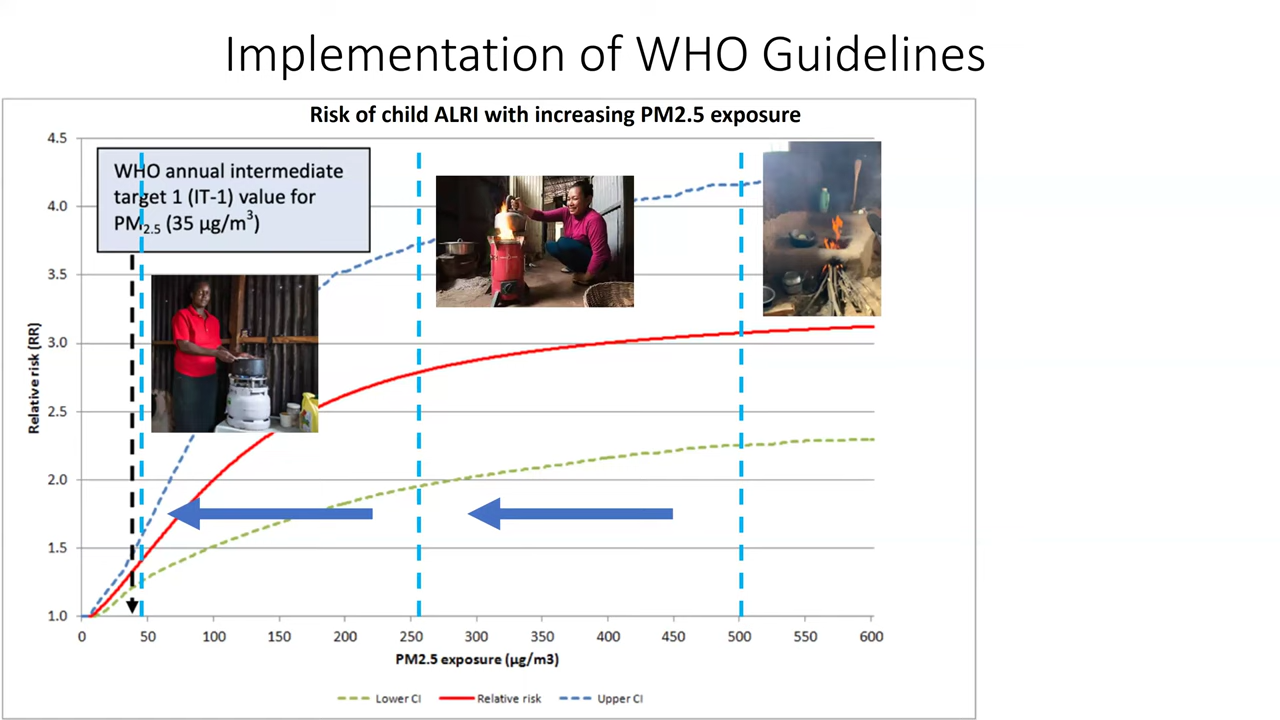 Implementation of WHO Guidelines
Risk of child ALRI with increasing PM2.5 exposure
WHO annual intermediate
target 1 (IT-1) value for
PM2.5 (35 µg/m3)
4.5
4.0
3.5
3.0
2.5
2.0
1.5
1.0
Relative risk (RR)
0 50 100 150 200 250 300 350 400 450 500 550 600
PM2.5 exposure (µg/m3)
Lower CI Relative risk Upper CI